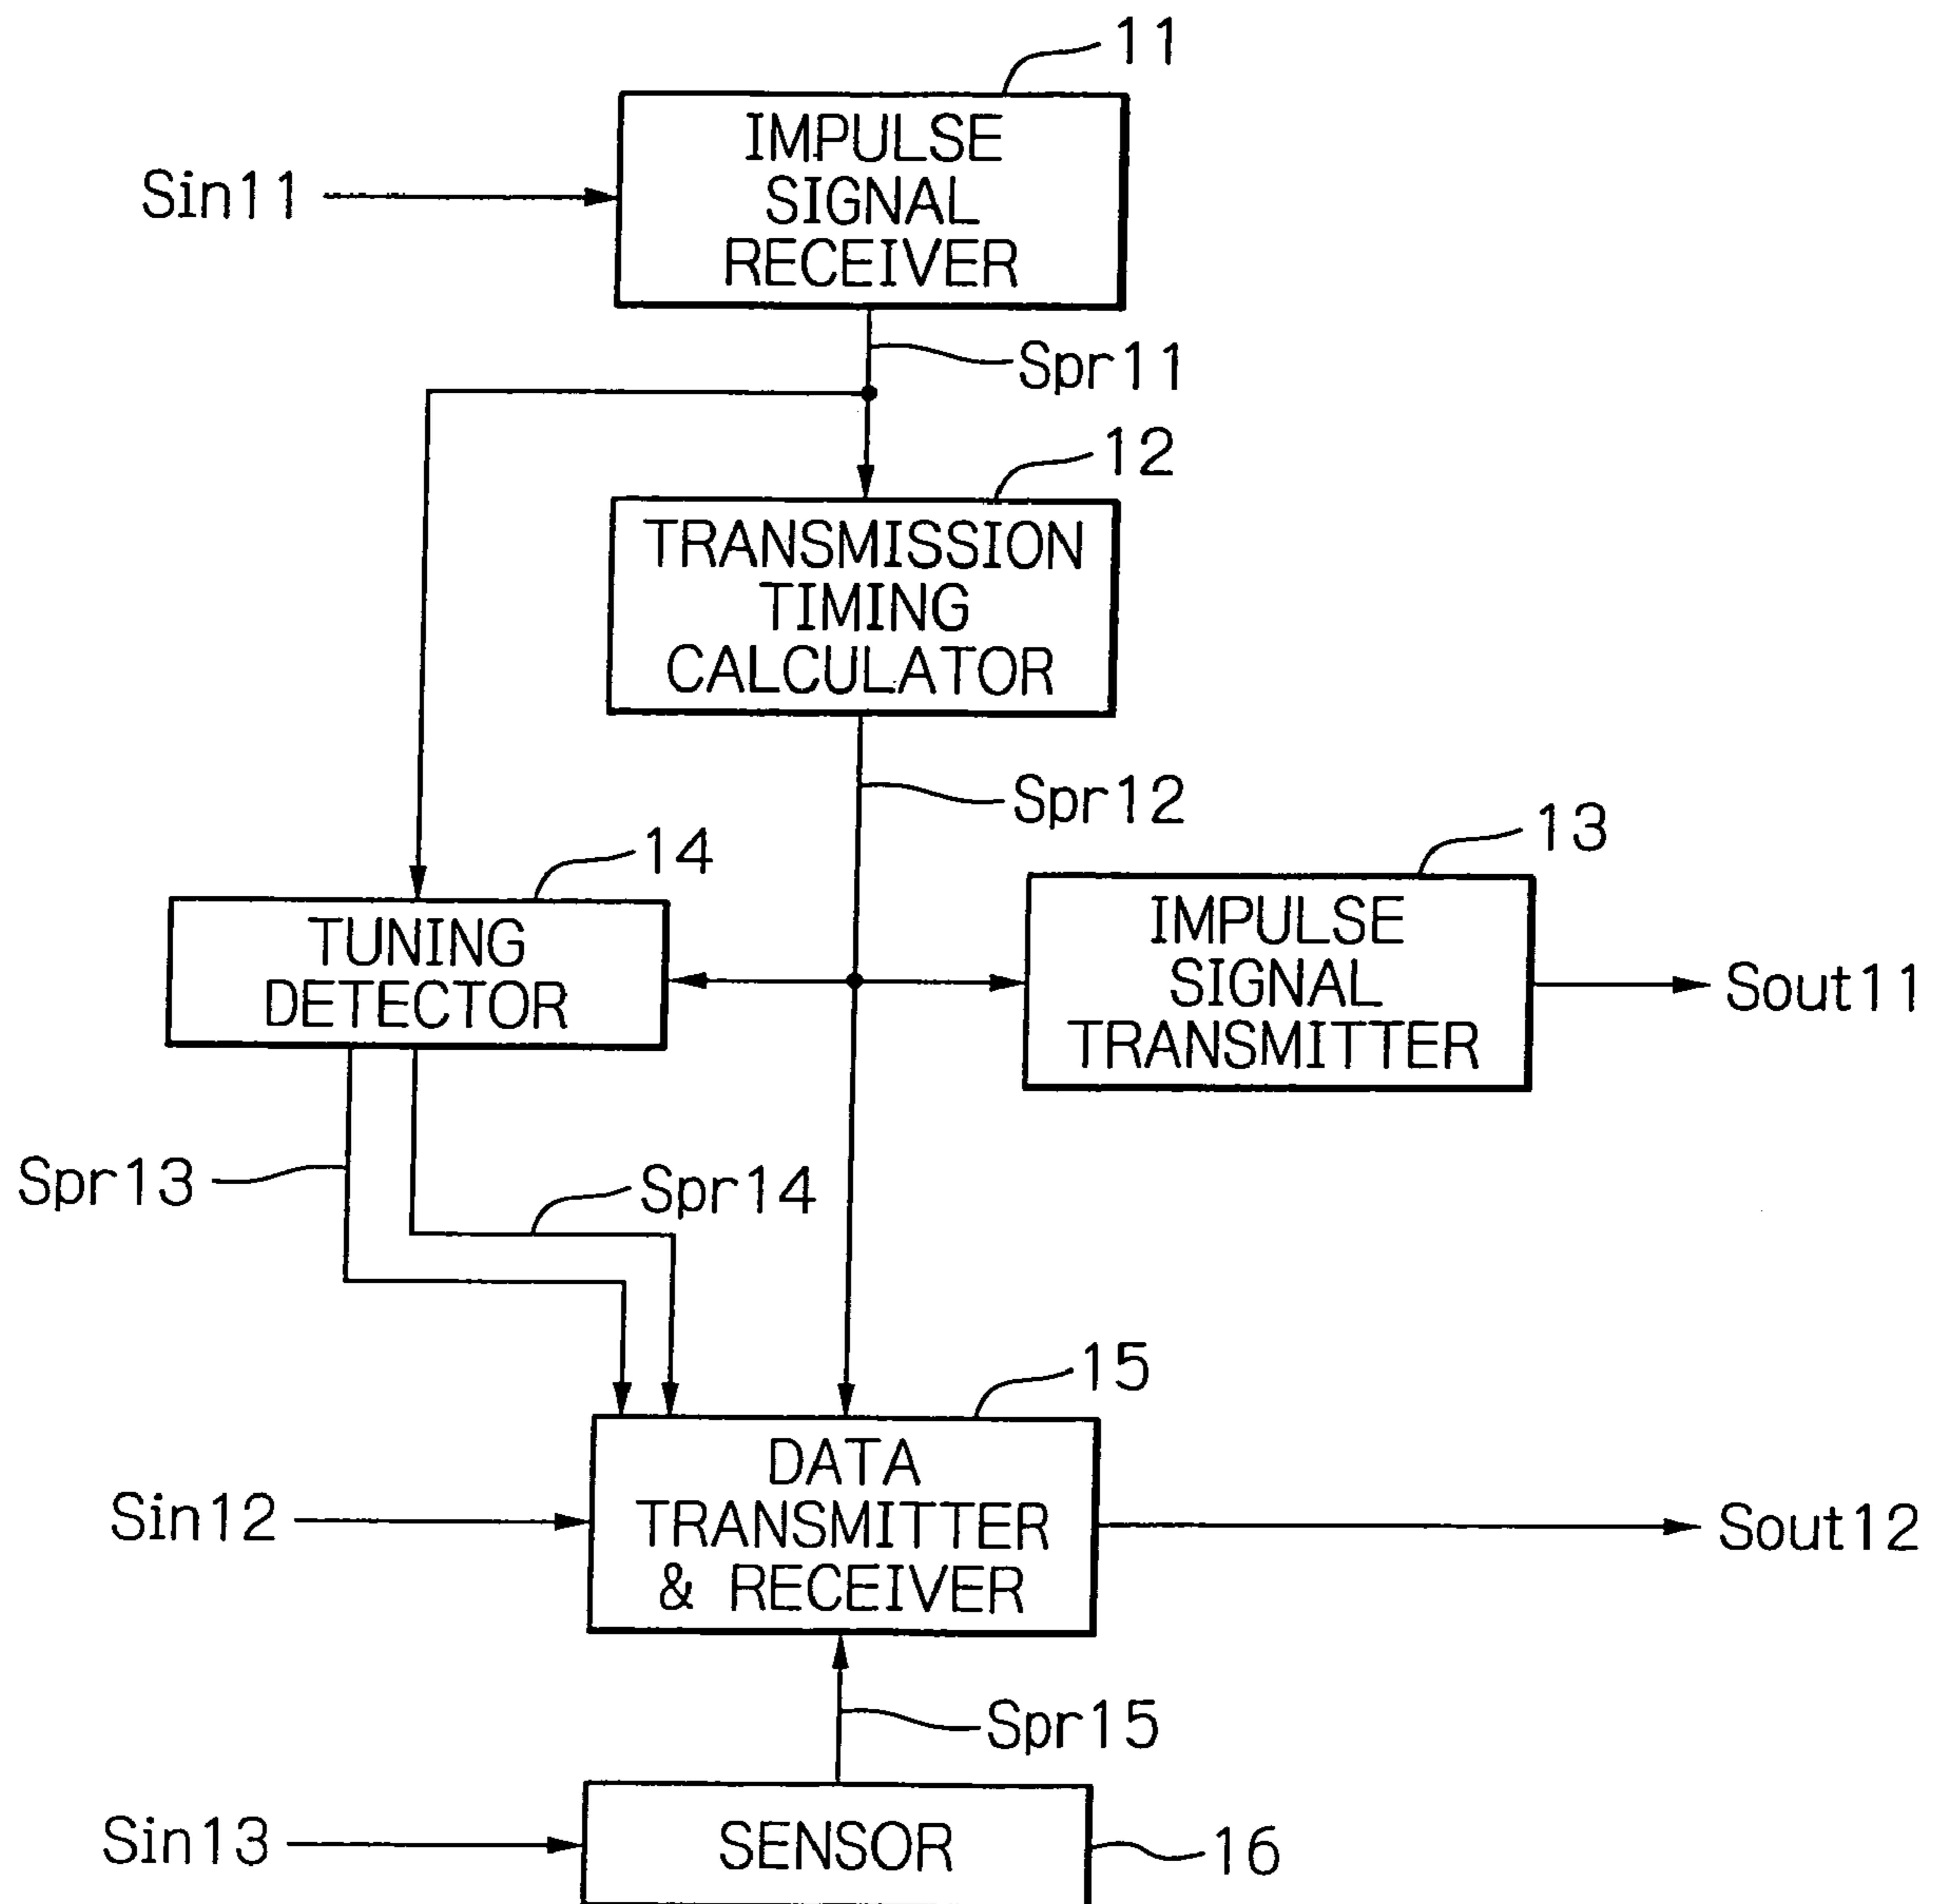 11
IMPULSE
SIGNAL
RECEIVER
Sin11
Spr11
12
TRANSMISSION
TIMING
CALCULATOR
Spr12
13
14
TUNING
DETECTOR
IMPULSE
SIGNAL
TRANSMITTER
Sout11
Spr13
Spr14
15
DATA
TRANSMITTER
& RECEIVER
Sin12
Sout12
Spr15
Sin13
SENSOR
16